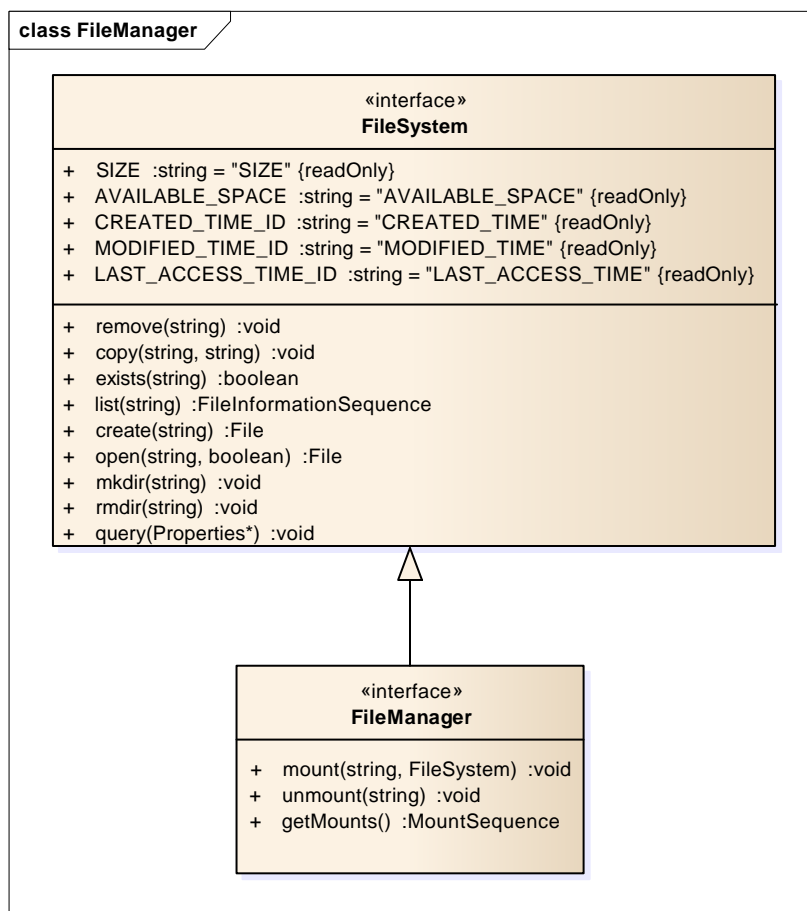 class FileManager
«interface»
FileSystem
+ SIZE :string = "SIZE" {readOnly}
+ AVAILABLE_SPACE :string = "AVAILABLE_SPACE" {readOnly}
+ CREATED_TIME_ID :string = "CREATED_TIME" {readOnly}
+ MODIFIED_TIME_ID :string = "MODIFIED_TIME" {readOnly}
+ LAST_ACCESS_TIME_ID :string = "LAST_ACCESS_TIME" {readOnly}
+ remove(string) :void
+ copy(string, string) :void
+ exists(string) :boolean
+ list(string) :FileInformationSequence
+ create(string) :File
+ open(string, boolean) :File
+ mkdir(string) :void
+ rmdir(string) :void
+ query(Properties*) :void
«interface»
FileManager
+ mount(string, FileSystem) :void
+ unmount(string) :void
+ getMounts() :MountSequence